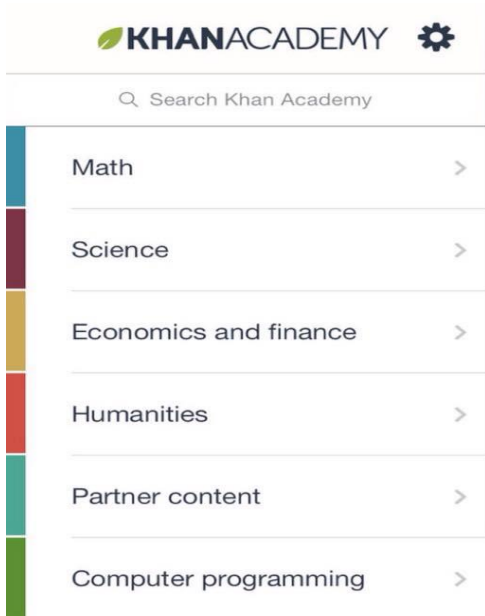 KHANACADEMY
Search Khan Academy
Math
Science
Economics and finance
Humanities
Partner content
Computer programming